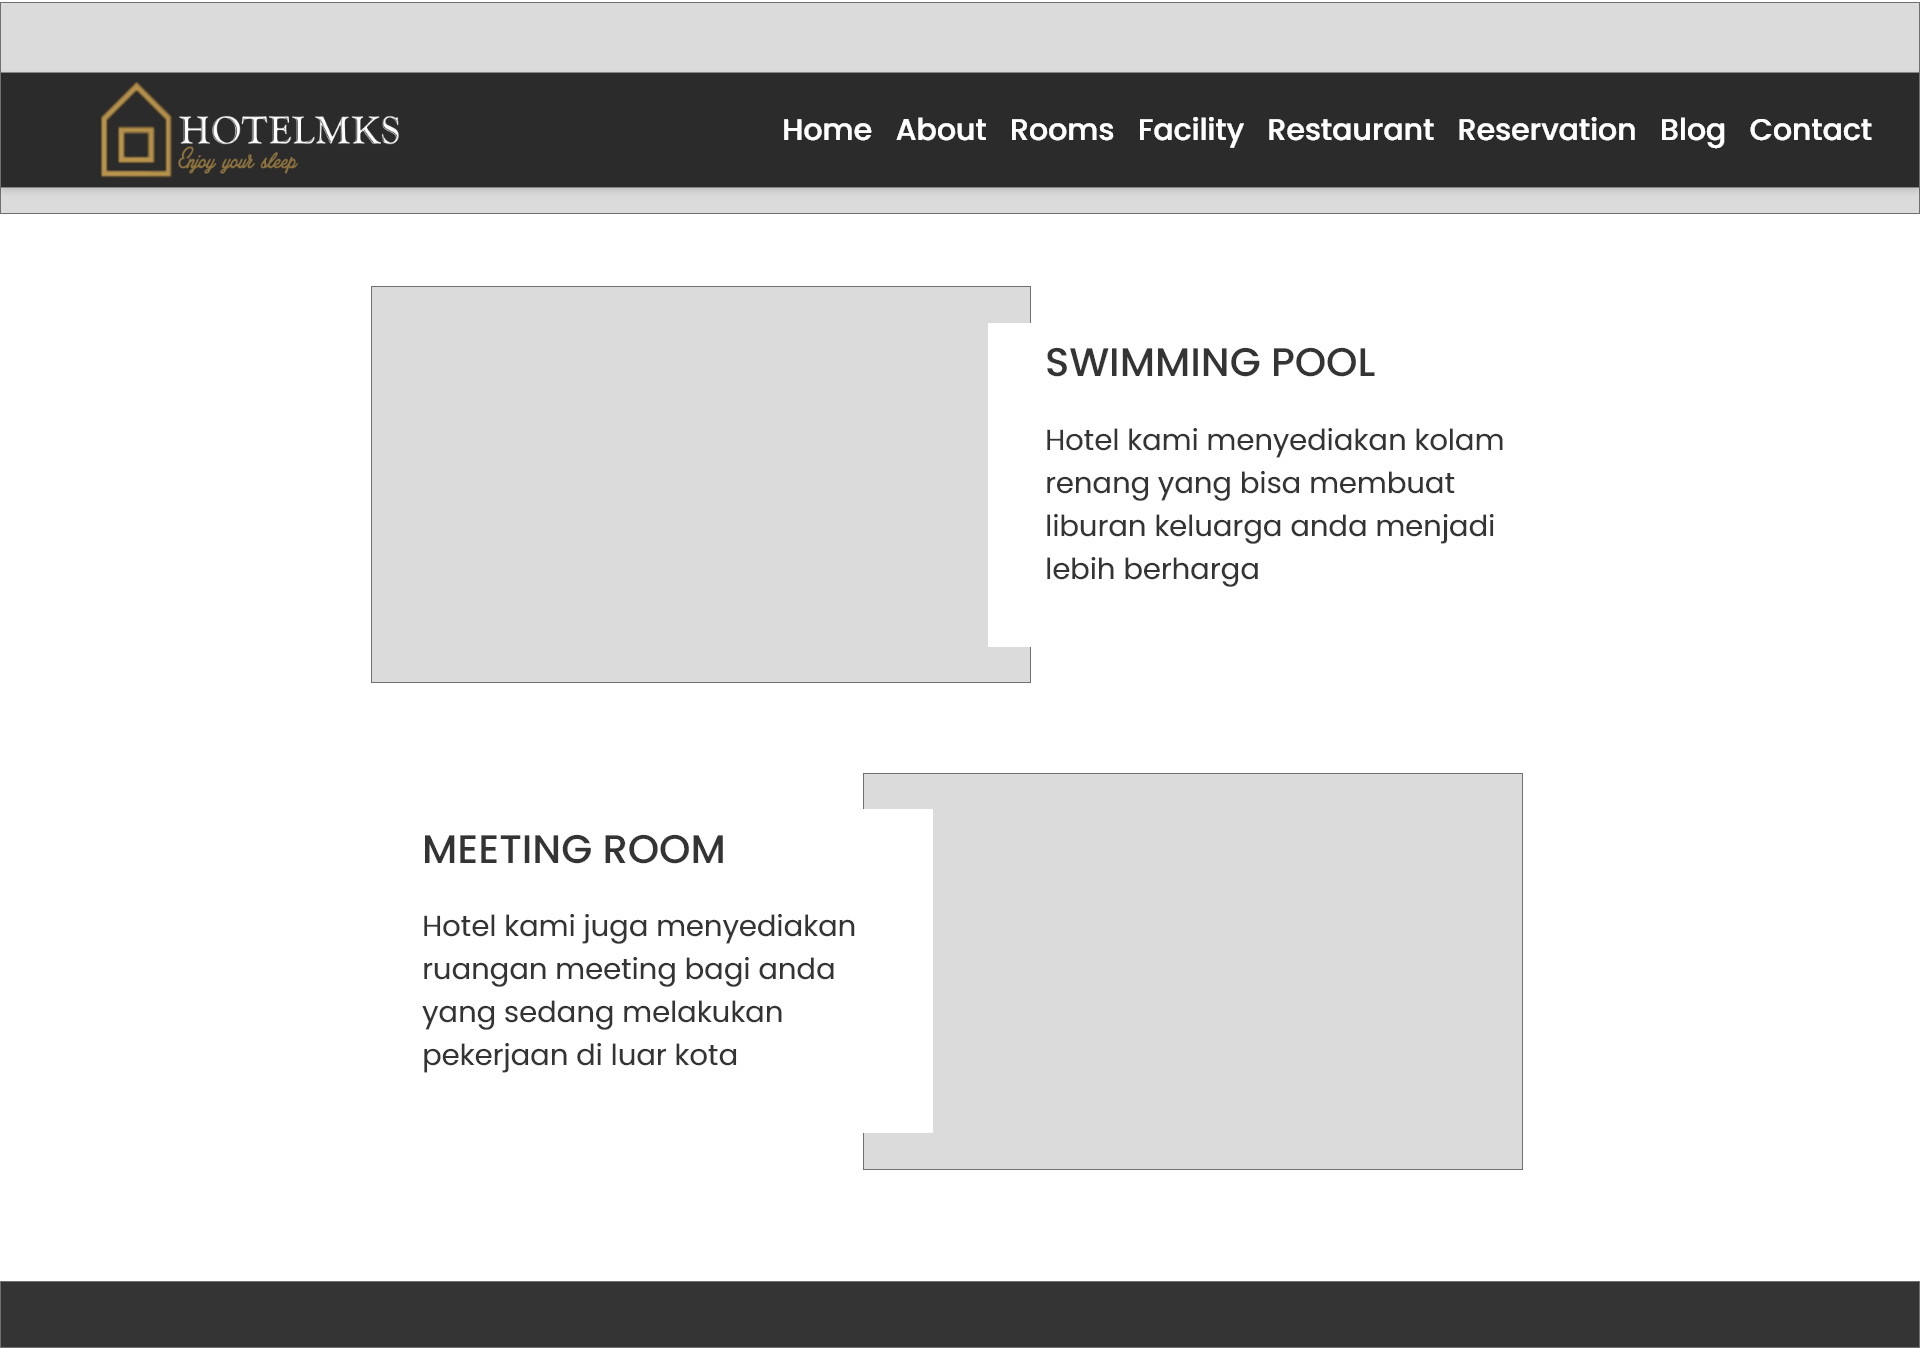 HOTELMKS
Enjoy your sleep
Home About Rooms Facility Restaurant Reservation Blog Contact
SWIMMING POOL
Hotel kami menyediakan kolam
renang yang bisa membuat
liburan keluarga anda menjadi
lebih berharga
MEETING ROOM
Hotel kami juga menyediakan
ruangan meeting bagi anda
yang sedang melakukan
pekerjaan di luar kota